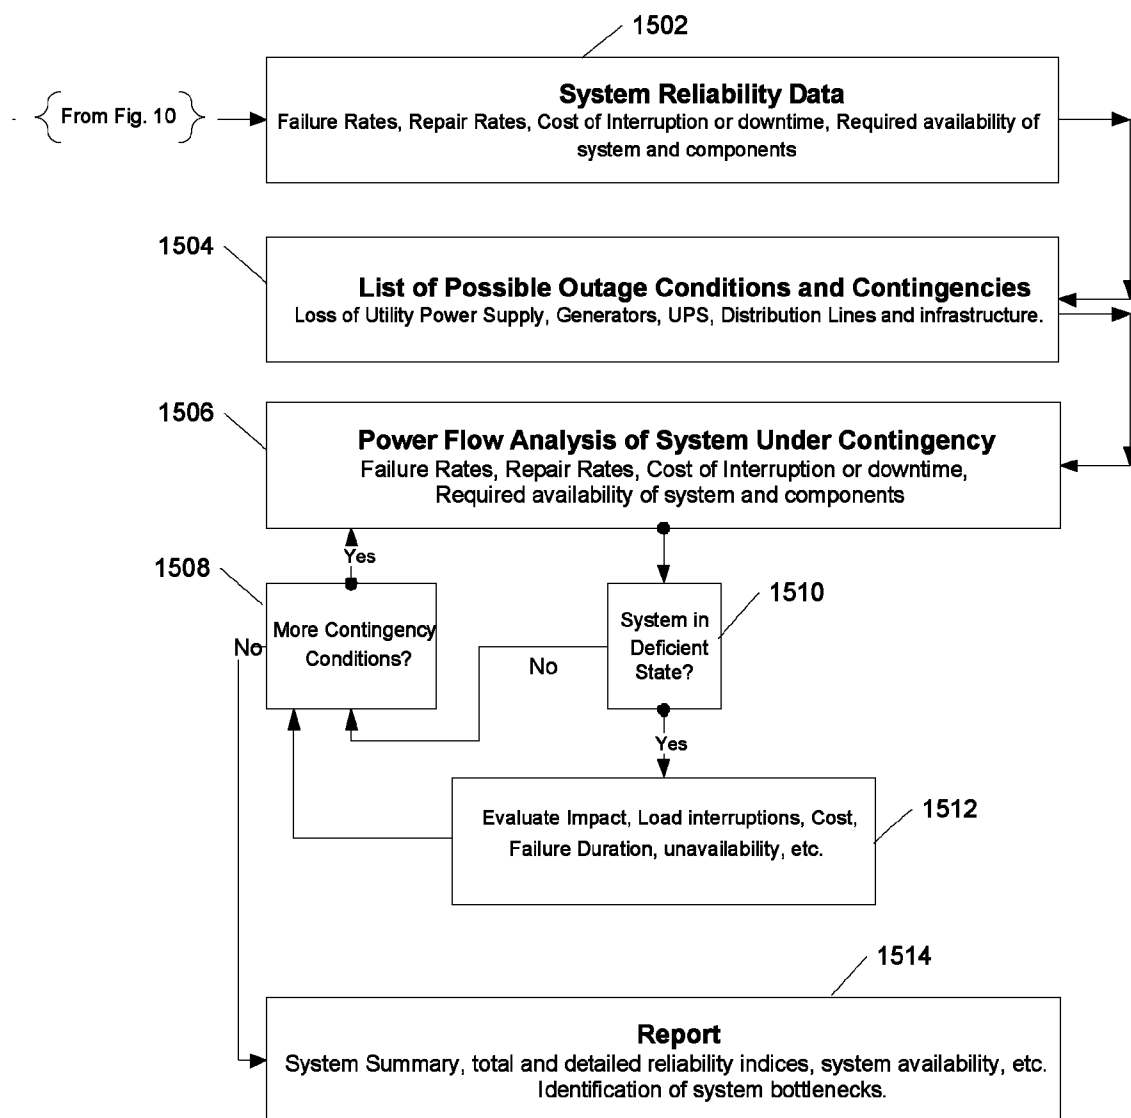 1502
From Fig. 10
System Reliability Data
Failure Rates, Repair Rates, Cost of Interruption or downtime, Required availability of
system and components
1504
List of Possible Outage Conditions and Contingencies
Loss of Utility Power Supply, Generators, UPS, Distribution Lines and infrastructure.
1506
Power Flow Analysis of System Under Contingency
Failure Rates, Repair Rates, Cost of Interruption or downtime,
Required availability of system and components
Yes
1508
More Contingency
Conditions?
No
1510
System in
Deficient
State?
No
Yes
1512
Evaluate Impact, Load interruptions, Cost,
Failure Duration, unavailability, etc.
1514
Report
System Summary, total and detailed reliability indices, system availability, etc.
Identification of system bottlenecks.